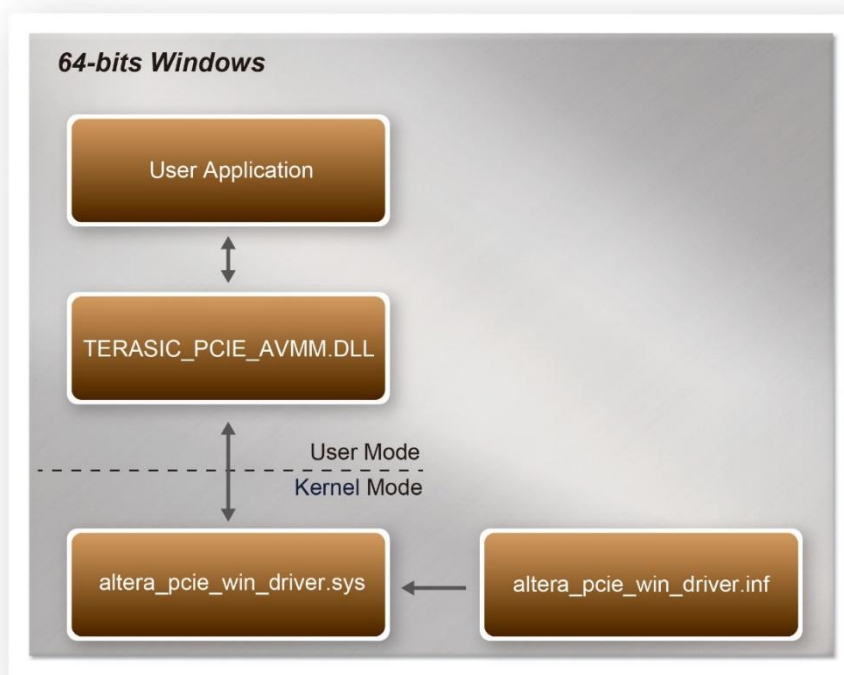 64-bits Windows
User Application
TERASIC_PCIE_AVMM.DLL
User Mode
Kernel Mode
altera_pcie_win_driver.sys
altera_pcie_win_driver.inf